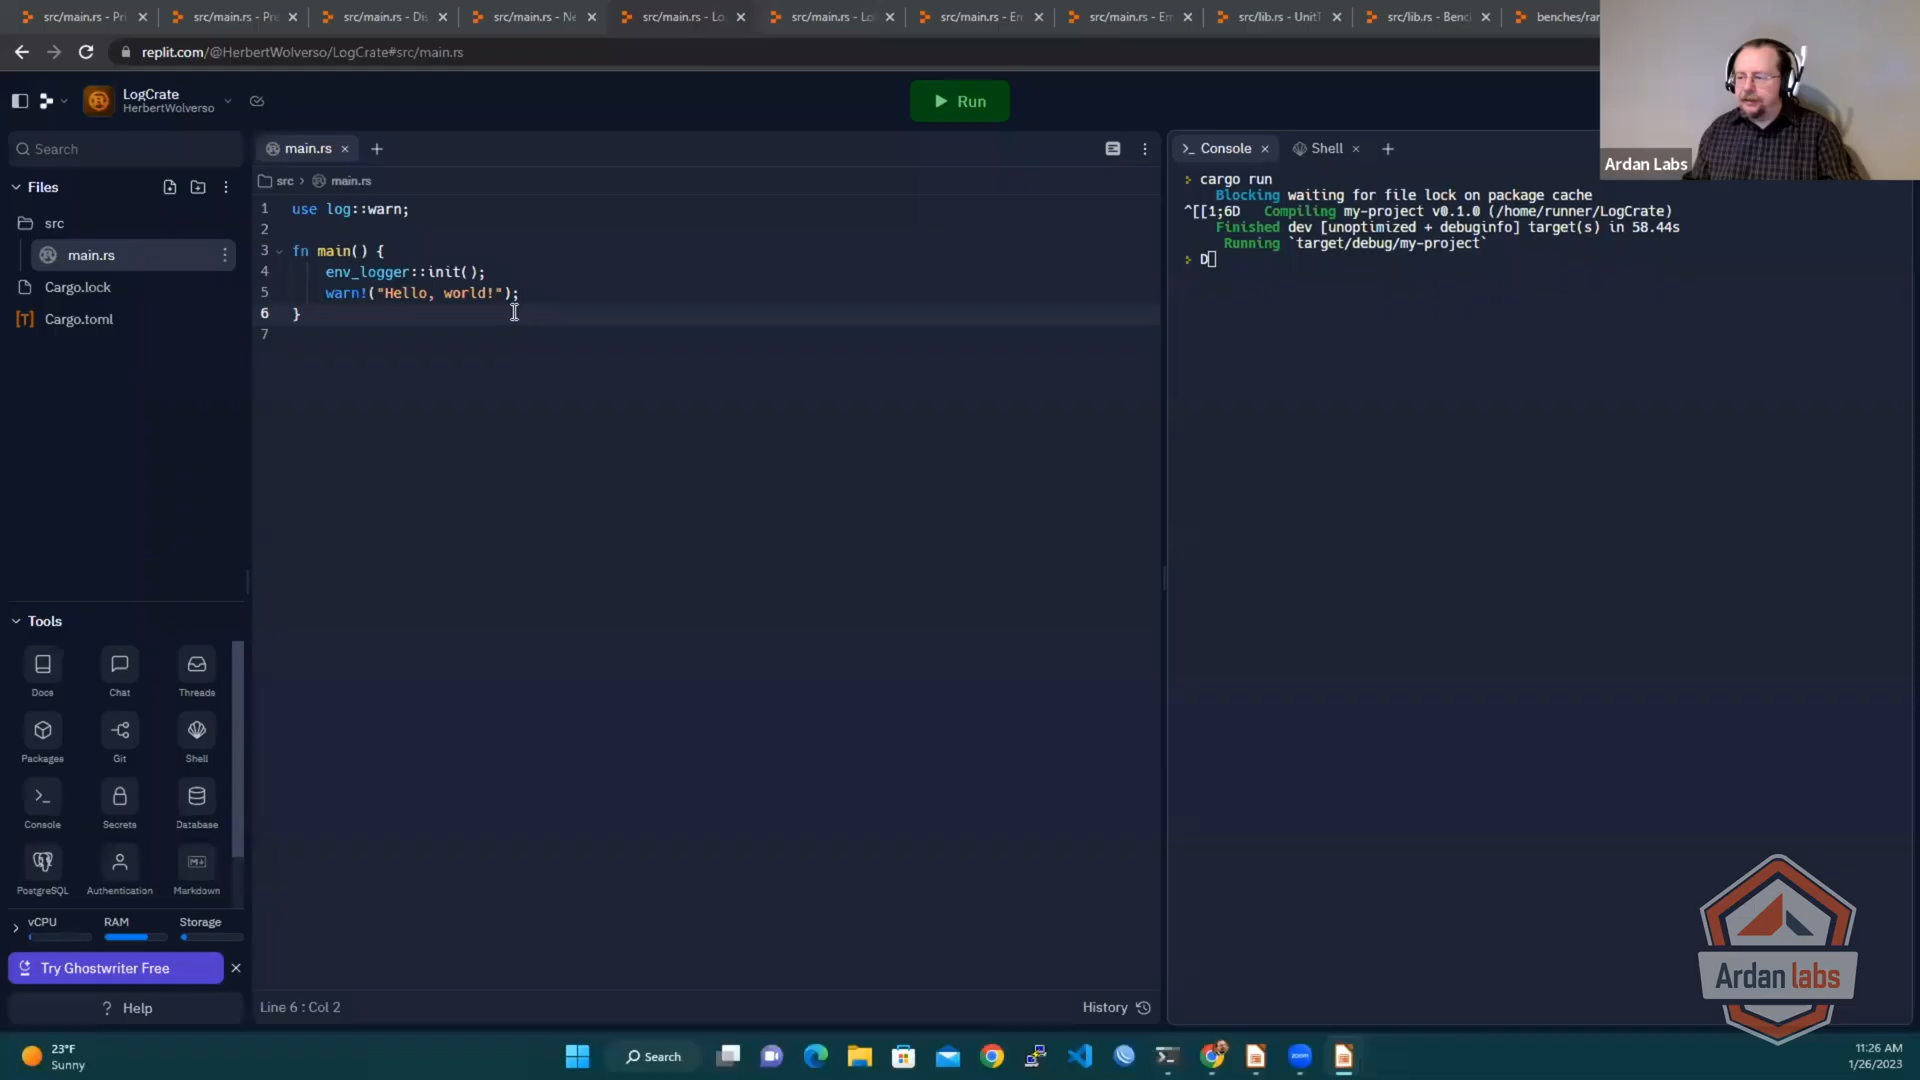 src/main.rs - Pri
src/main.rs - Pre
src/main.rs - Dis
src/main.rs - Ne
src/main.rs - Lo
src/main.rs - Lo
src/main.rs - Er
src/main.rs - Er
src/lib.rs - UnitT
src/lib.rs - Benc
benches/rar
replit.com/@HerbertWolverso/LogCrate#src/main.rs
LogCrate
HerbertWolverso
Run
Ardan Labs
Search
Files
src
main.rs
Cargo.lock
Cargo.toml
main.rs
src > main.rs
1 use log::warn;
2
3 fn main() {
4 env_logger::init();
5 warn!("Hello, world!");
6 }
7
Line 6 : Col 2
History
Console
Shell
cargo run
Blocking waiting for file lock on package cache
^[[1;6D Compiling my-project v0.1.0 (/home/runner/LogCrate)
Finished dev [unoptimized + debuginfo] target(s) in 58.44s
Running `target/debug/my-project`
D
Tools
Docs
Chat
Threads
Packages
Git
Shell
Console
Secrets
Database
PostgreSQL
Authentication
Markdown
vCPU
RAM
Storage
Try Ghostwriter Free
? Help
Ardan labs
23°F
Sunny
Search
zoom
11:26 AM
1/26/2023